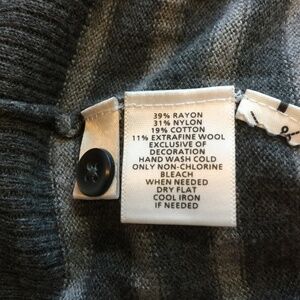 39% RAYON
31% NYLON
19% COTTON
11% EXTRAFINE WOOL
EXCLUSIVE OF
DECORATION
HAND WASH COLD
ONLY NON-CHLORINE
BLEACH
WHEN NEEDED
DRY FLAT
COOL IRON
IF NEEDED